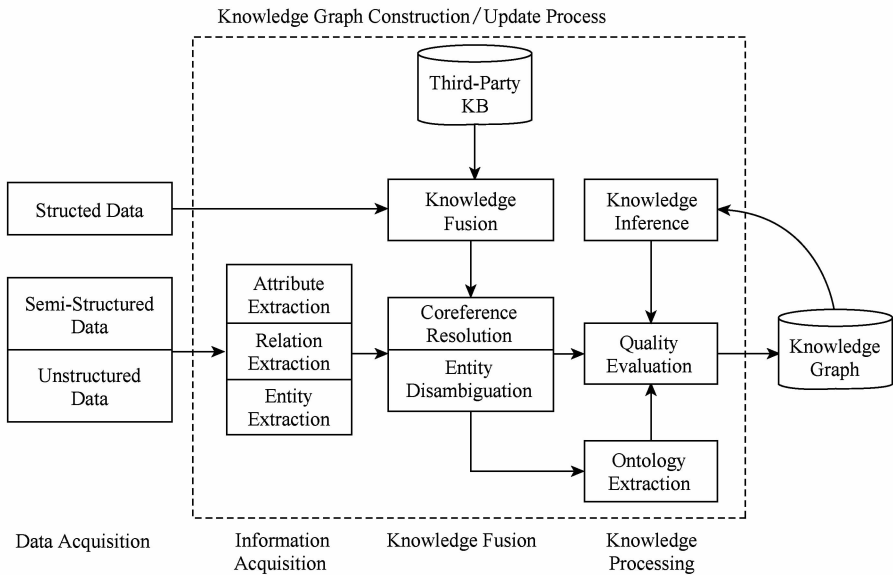 Knowledge Graph Construction/Update Process
Third-Party
KB
Structed Data
Knowledge
Fusion
Knowledge
Inference
Semi-Structured
Data
Unstructured
Data
Attribute
Extraction
Relation
Extraction
Entity
Extraction
Coreference
Resolution
Entity
Disambiguation
Quality
Evaluation
Knowledge
Graph
Ontology
Extraction
Data Acquisition
Information
Acquisition
Knowledge Fusion
Knowledge
Processing